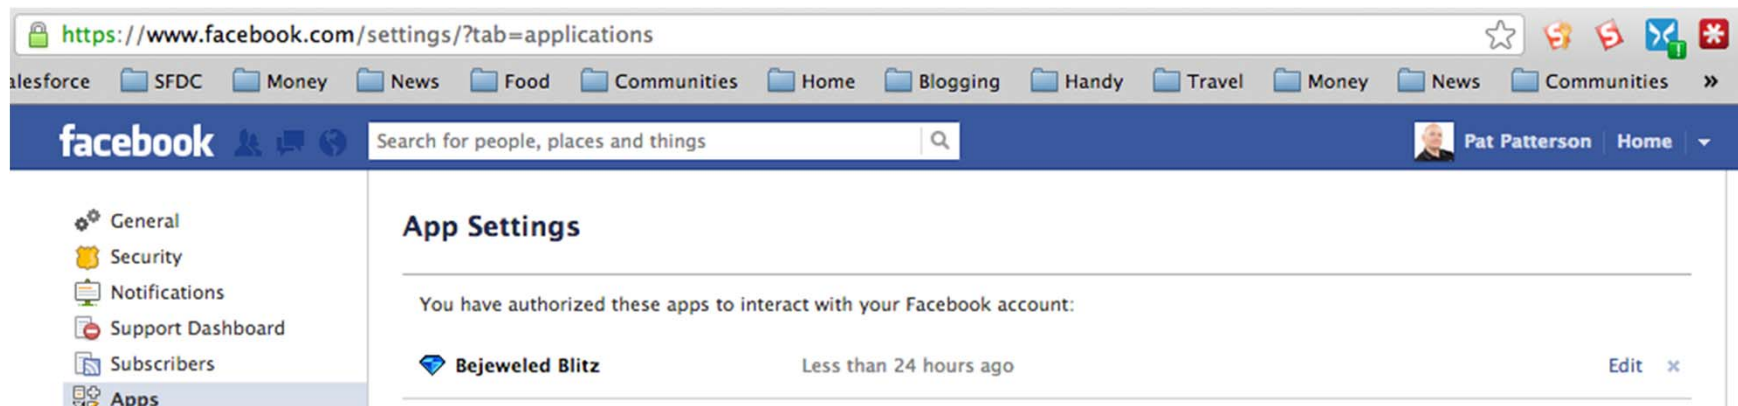 https://www.facebook.com/settings/?tab=applications
alesforce SFDC Money News Food Communities Home Blogging Handy Travel Money News Communities »
facebook Search for people, places and things Pat Patterson Home
General
Security
Notifications
Support Dashboard
Subscribers
Apps
App Settings
You have authorized these apps to interact with your Facebook account:
Bejeweled Blitz Less than 24 hours ago Edit ×